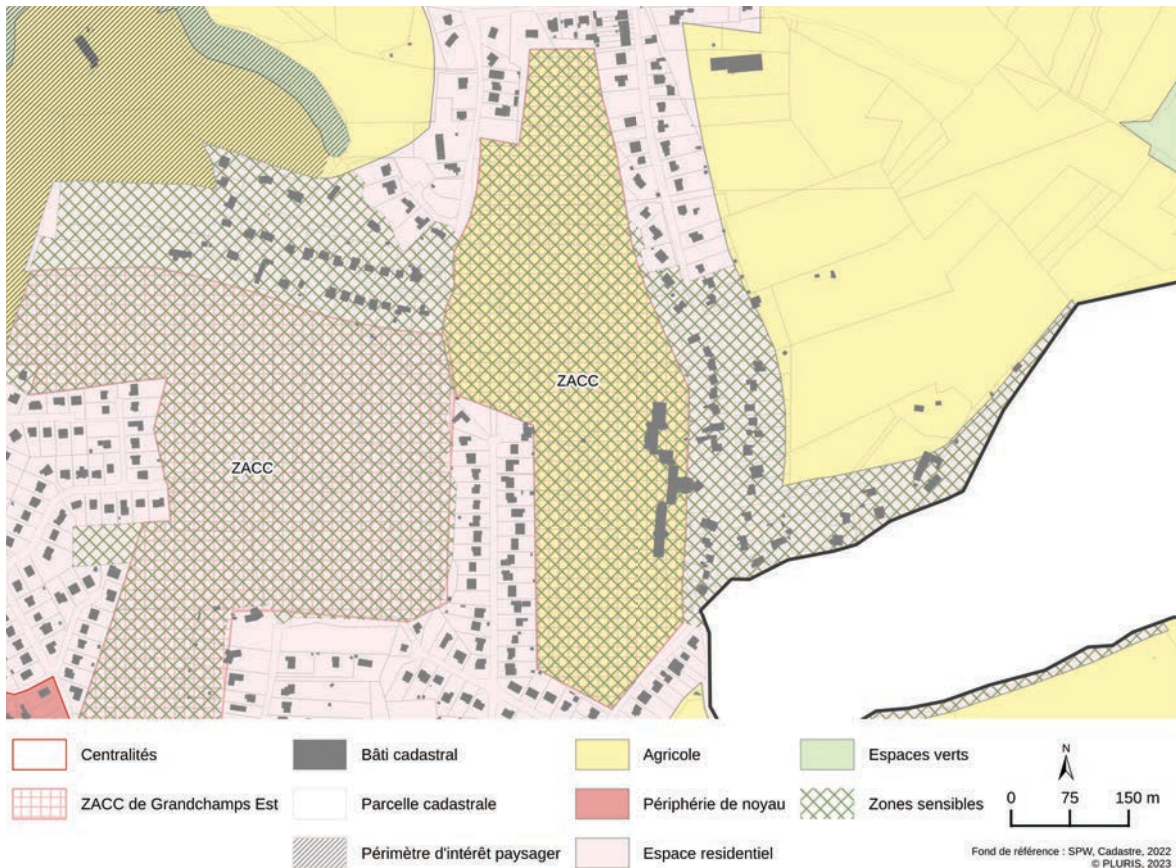 ZACC
ZACC
Centralités
Bâti cadastral
Agricole
Espaces verts
ZACC de Grandchamps Est
Parcelle cadastrale
Périphérie de noyau
Zones sensibles
Périmètre d'intérêt paysager
Espace residentiel
N
0 75 150 m
Fond de référence : SPW, Cadastre, 2022
© PLURIS, 2023